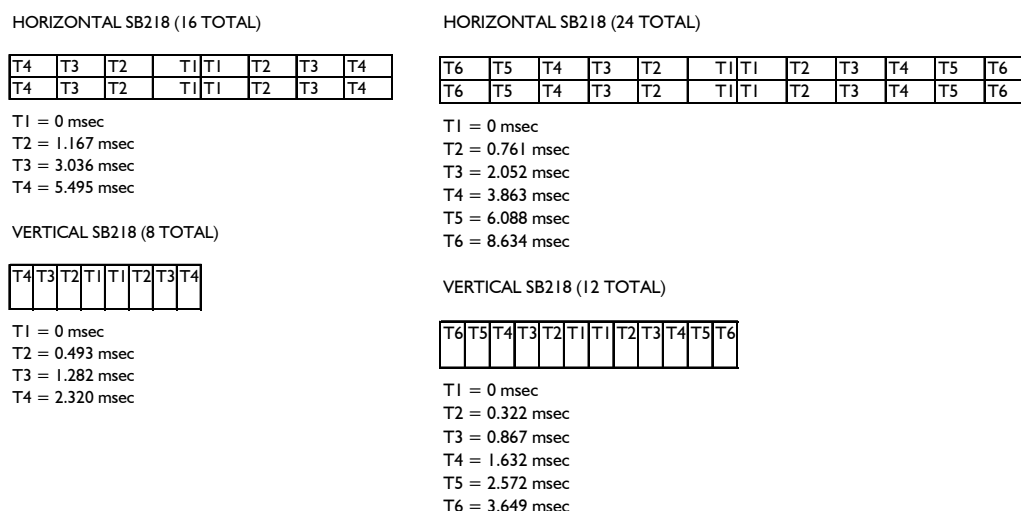 HORIZONTAL SB218 (16 TOTAL)
T4 T3 T2 T1 T1 T2 T3 T4
T4 T3 T2 T1 T1 T2 T3 T4
T1 = 0 msec
T2 = 1.167 msec
T3 = 3.036 msec
T4 = 5.495 msec
VERTICAL SB218 (8 TOTAL)
T4 T3 T2 T1 T1 T2 T3 T4
T1 = 0 msec
T2 = 0.493 msec
T3 = 1.282 msec
T4 = 2.320 msec
HORIZONTAL SB218 (24 TOTAL)
T6 T5 T4 T3 T2 T1 T1 T2 T3 T4 T5 T6
T6 T5 T4 T3 T2 T1 T1 T2 T3 T4 T5 T6
T1 = 0 msec
T2 = 0.761 msec
T3 = 2.052 msec
T4 = 3.863 msec
T5 = 6.088 msec
T6 = 8.634 msec
VERTICAL SB218 (12 TOTAL)
T6 T5 T4 T3 T2 T1 T1 T2 T3 T4 T5 T6
T1 = 0 msec
T2 = 0.322 msec
T3 = 0.867 msec
T4 = 1.632 msec
T5 = 2.572 msec
T6 = 3.649 msec